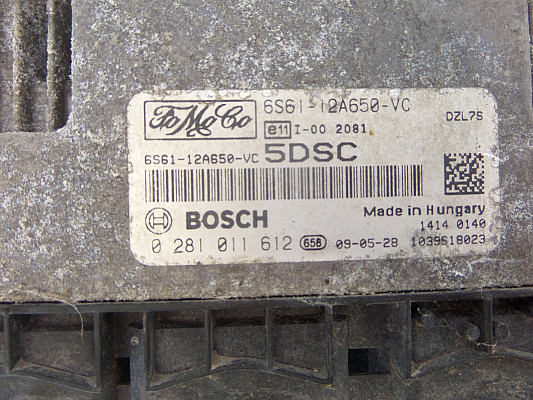 FoMoCo 6S61-12A650-VC DZL7S
e11 I-00 2081
6S61-12A650-VC 5DSC
BOSCH Made in Hungary
1414 0140
0 281 011 612 658 09-05-28 1039S18023